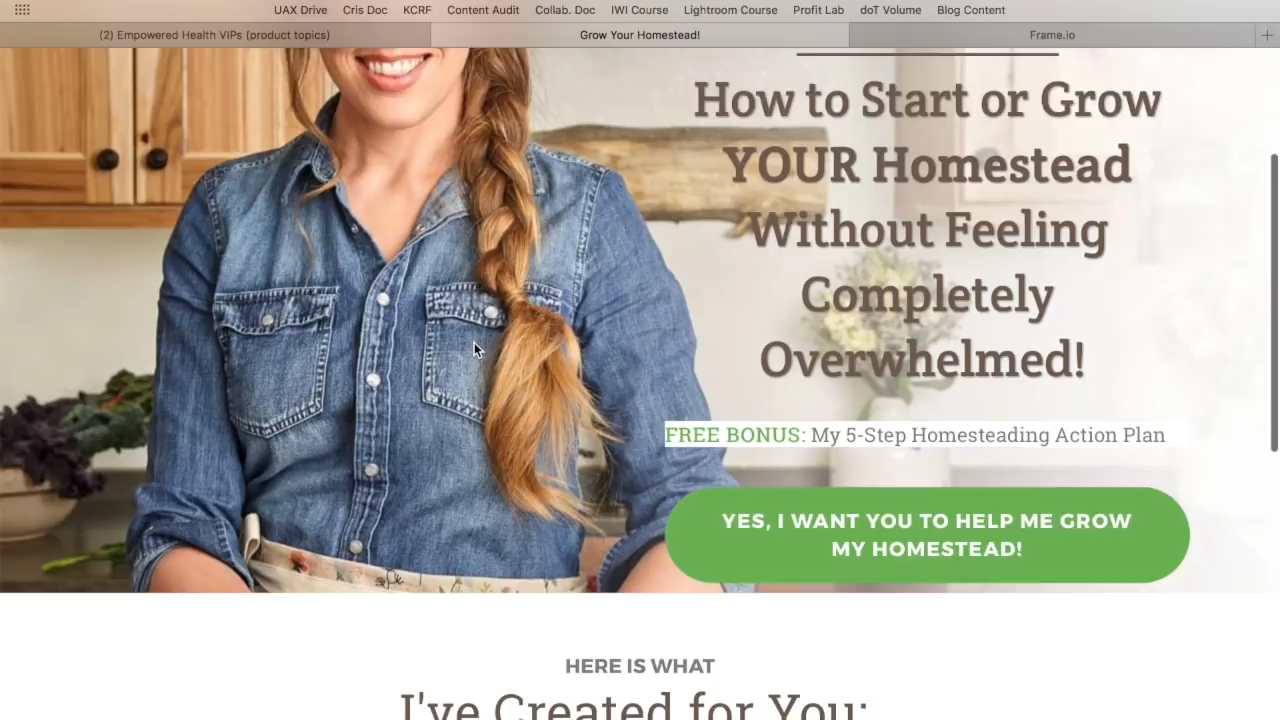 UAX Drive Cris Doc KCRF Content Audit Collab. Doc IWI Course Lightroom Course Profit Lab doT Volume Blog Content
(2) Empowered Health VIPs (product topics) Grow Your Homestead! Frame.io
How to Start or Grow
YOUR Homestead
Without Feeling
Completely
Overwhelmed!
FREE BONUS: My 5-Step Homesteading Action Plan
YES, I WANT YOU TO HELP ME GROW
MY HOMESTEAD!
HERE IS WHAT
I've Created for You: